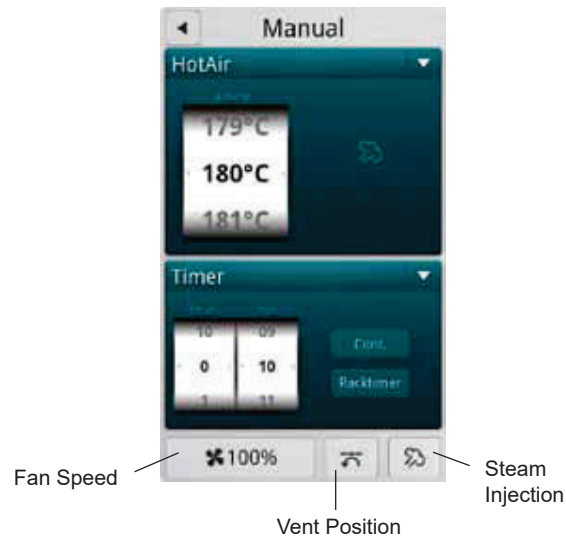 Manual
HotAir
179°C
180°C
181°C
Timer
10 09
0 10
1 11
Cont.
Racktimer
100%
Fan Speed
Vent Position
Steam
Injection